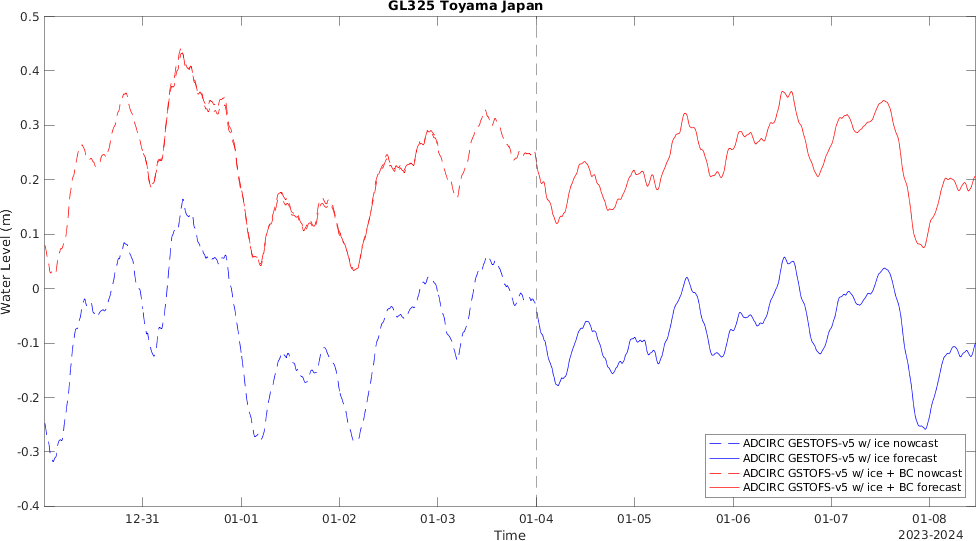 GL325 Toyama Japan
0.5
0.4
0.3
0.2
0.1
0
-0.1
-0.2
-0.3
-0.4
Water Level (m)
ADCIRC GESTOFS-v5 w/ ice nowcast
ADCIRC GESTOFS-v5 w/ ice forecast
ADCIRC GSTOFS-v5 w/ ice + BC nowcast
ADCIRC GSTOFS-v5 w/ ice + BC forecast
12-31 01-01 01-02 01-03 01-04 01-05 01-06 01-07 01-08
Time
2023-2024